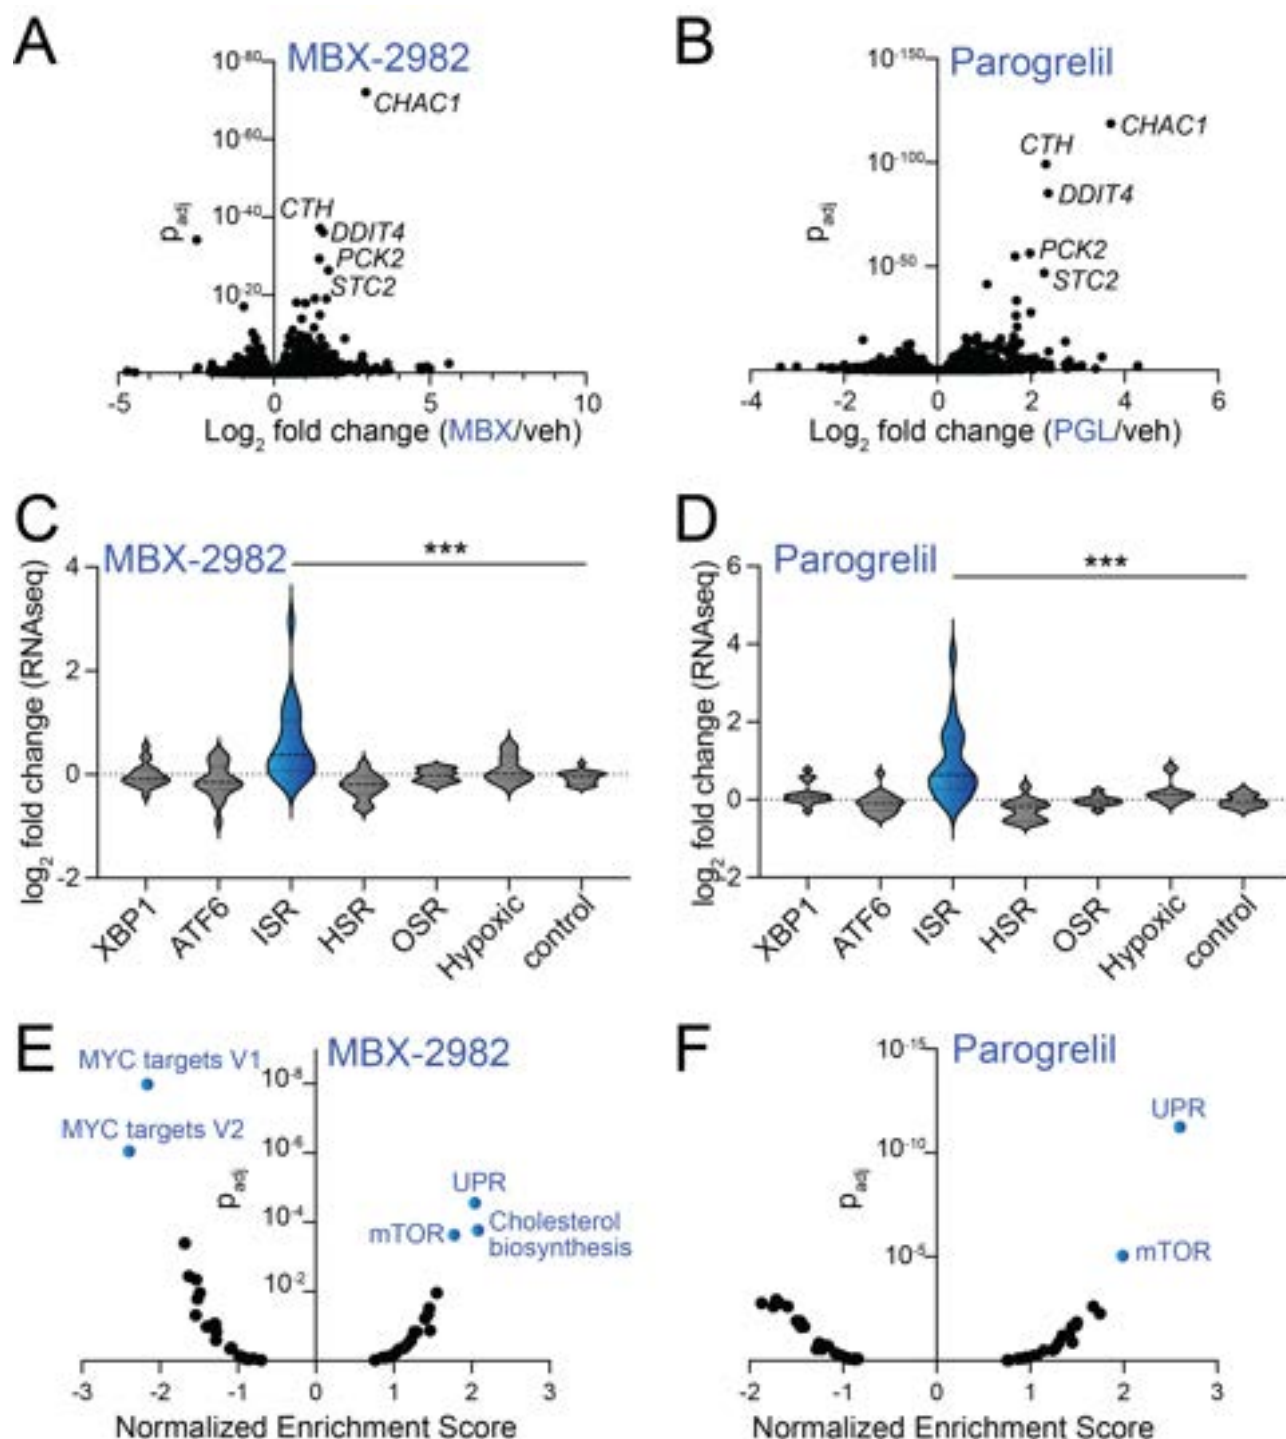 A
MBX-2982
10-80
10-60
10-40
10-20
padj
CHAC1
CTH
DDIT4
PCK2
STC2
-5
0
5
10
Log2 fold change (MBX/veh)
B
Parogrelil
10-150
10-100
10-50
padj
CHAC1
CTH
DDIT4
PCK2
STC2
-4
-2
0
2
4
6
Log2 fold change (PGL/veh)
C
MBX-2982
***
4
2
0
-2
log2 fold change (RNAseq)
XBP1
ATF6
ISR
HSR
OSR
Hypoxic
control
D
Parogrelil
***
6
4
2
0
-2
log2 fold change (RNAseq)
XBP1
ATF6
ISR
HSR
OSR
Hypoxic
control
E
MBX-2982
MYC targets V1
MYC targets V2
10-8
10-6
10-4
10-2
padj
UPR
mTOR
Cholesterol
biosynthesis
-3
-2
-1
0
1
2
3
Normalized Enrichment Score
F
Parogrelil
10-15
10-10
10-5
padj
UPR
mTOR
-2
-1
0
1
2
3
Normalized Enrichment Score